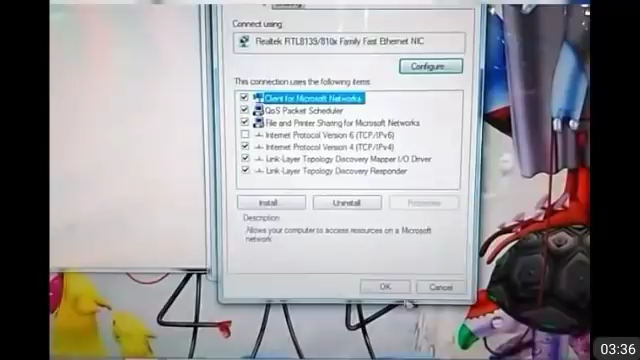 Connect using:
Realtek RTL8139/810x Family Fast Ethernet NIC
Configure...
This connection uses the following items:
Client for Microsoft Networks
QoS Packet Scheduler
File and Printer Sharing for Microsoft Networks
Internet Protocol Version 6 (TCP/IPv6)
Internet Protocol Version 4 (TCP/IPv4)
Link-Layer Topology Discovery Mapper I/O Driver
Link-Layer Topology Discovery Responder
Install...
Uninstall
Properties
Description
Allows your computer to access resources on a Microsoft
network
OK
Cancel
03:36